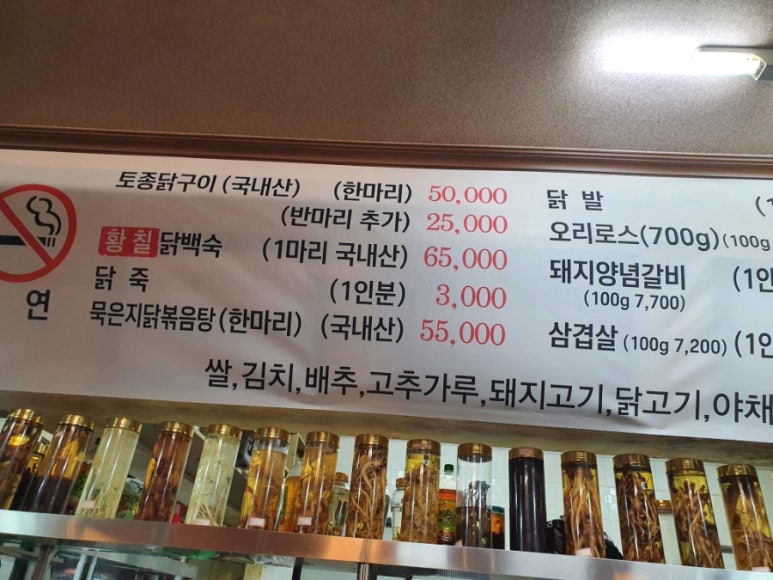 토종닭구이 (국내산) (한마리) 50,000
(반마리 추가) 25,000
황칠 닭백숙 (1마리 국내산) 65,000
닭 죽 (1인분) 3,000
묵은지닭볶음탕 (한마리) (국내산) 55,000
닭 발 (1
오리로스(700g) (100g
돼지양념갈비 (1인
(100g 7,700)
삼겹살 (100g 7,200) (1인
연
쌀,김치,배추,고추가루,돼지고기,닭고기,야채